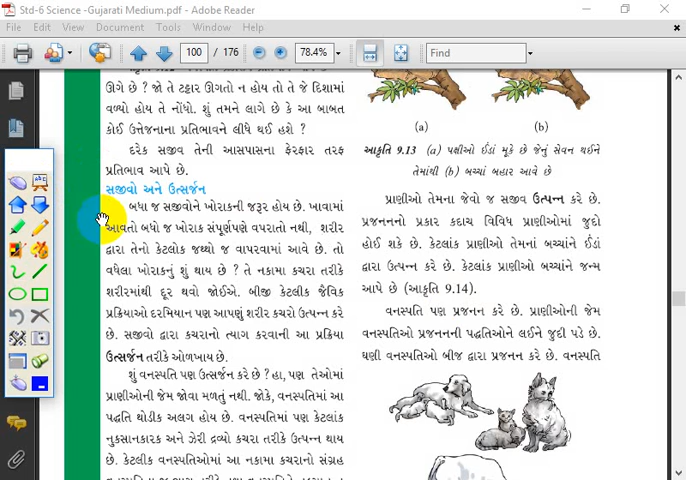 Std-6 Science -Gujarati Medium.pdf - Adobe Reader
File Edit View Document Tools Window Help
100 / 176 78.4% Find
ઊગે છે ? જો તે ટટ્ટાર ઊગતો ન હોય તો તે જે દિશામાં
વળ્યો હોય તે નોંધો. શું તમને લાગે છે કે આ બાબત
કોઈ ઉત્તેજનાના પ્રતિભાવને લીધે થઈ હશે ?
દરેક સજીવ તેની આસપાસના ફેરફાર તરફ
પ્રતિભાવ આપે છે.
સજીવો અને ઉત્સર્જન
બધા જ સજીવોને ખોરાકની જરૂર હોય છે. ખાવામાં
આવતો બધો જ ખોરાક સંપૂર્ણપણે વપરાતો નથી, શરીર
દ્વારા તેનો કેટલોક જથ્થો જ વાપરવામાં આવે છે. તો
વધેલા ખોરાકનું શું થાય છે ? તે નકામા કચરા તરીકે
શરીરમાંથી દૂર થવો જોઈએ. બીજી કેટલીક જૈવિક
પ્રક્રિયાઓ દરમિયાન પણ આપણું શરીર કચરો ઉત્પન્ન કરે
છે. સજીવો દ્વારા કચરાનો ત્યાગ કરવાની આ પ્રક્રિયા
ઉત્સર્જન તરીકે ઓળખાય છે.
શું વનસ્પતિ પણ ઉત્સર્જન કરે છે ? હા, પણ તેઓમાં
પ્રાણીઓની જેમ જોવા મળતું નથી. જોકે, વનસ્પતિમાં આ
પદ્ધતિ થોડીક અલગ હોય છે. વનસ્પતિમાં પણ કેટલાંક
નુકસાનકારક અને ઝેરી દ્રવ્યો કચરા તરીકે ઉત્પન્ન થાય
છે. કેટલીક વનસ્પતિઓમાં આ નકામા કચરાનો સંગ્રહ
(a) (b)
આકૃતિ 9.13 (a) પક્ષીઓ ઈંડાં મૂકે છે જેનું સેવન થઈને
તેમાંથી (b) બચ્ચાં બહાર આવે છે
પ્રાણીઓ તેમના જેવો જ સજીવ ઉત્પન્ન કરે છે.
પ્રજનનનો પ્રકાર કદાચ વિવિધ પ્રાણીઓમાં જુદો
હોઈ શકે છે. કેટલાંક પ્રાણીઓ તેમનાં બચ્ચાંને ઈંડાં
દ્વારા ઉત્પન્ન કરે છે. કેટલાંક પ્રાણીઓ બચ્ચાંને જન્મ
આપે છે (આકૃતિ 9.14).
વનસ્પતિ પણ પ્રજનન કરે છે. પ્રાણીઓની જેમ
વનસ્પતિઓ પ્રજનનની પદ્ધતિઓને લઈને જુદી પડે છે.
ઘણી વનસ્પતિઓ બીજ દ્વારા પ્રજનન કરે છે. વનસ્પતિ